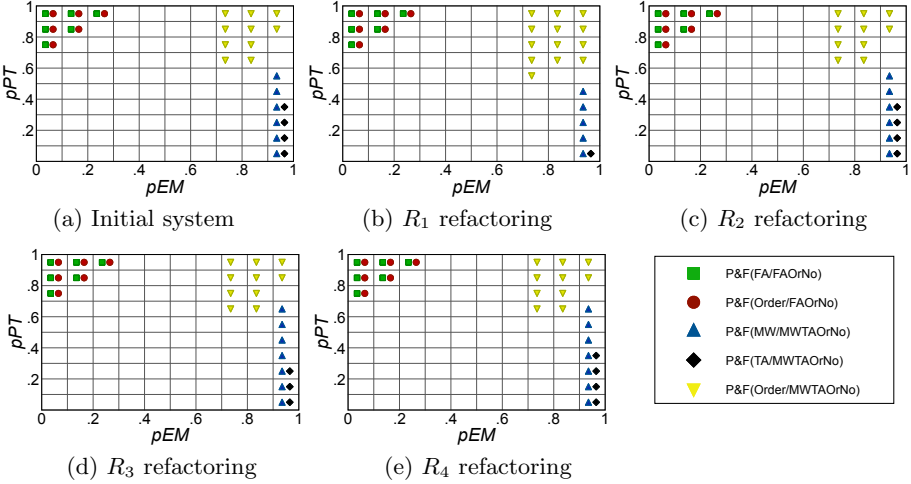 1
.8
.6
.4
.2
pPT
0 .2 .4 .6 .8 1
pEM
(a) Initial system
1
.8
.6
.4
.2
pPT
0 .2 .4 .6 .8 1
pEM
(b) R1 refactoring
1
.8
.6
.4
.2
pPT
0 .2 .4 .6 .8 1
pEM
(c) R2 refactoring
1
.8
.6
.4
.2
pPT
0 .2 .4 .6 .8 1
pEM
(d) R3 refactoring
1
.8
.6
.4
.2
pPT
0 .2 .4 .6 .8 1
pEM
(e) R4 refactoring
P&F(FA/FAOrNo)
P&F(Order/FAOrNo)
P&F(MW/MWTAOrNo)
P&F(TA/MWTAOrNo)
P&F(Order/MWTAOrNo)